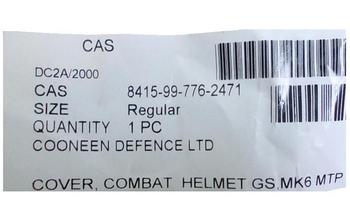 CAS
DC2A/2000
CAS 8415-99-776-2471
SIZE Regular
QUANTITY 1 PC
COONEEN DEFENCE LTD
COVER, COMBAT HELMET GS MK6 MTP